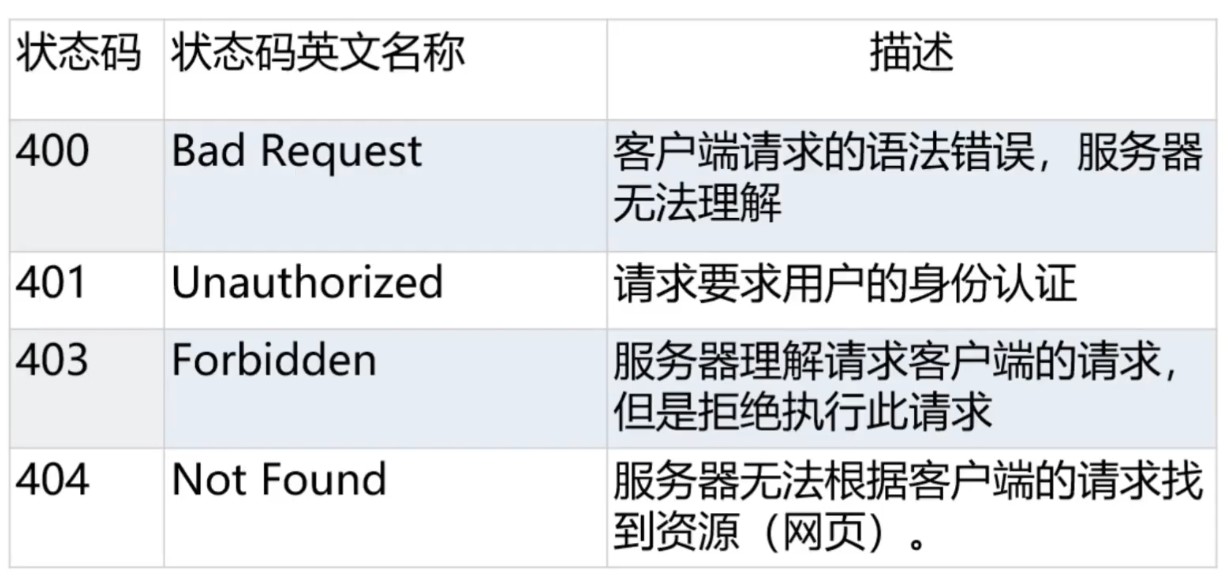 状态码 状态码英文名称 描述
400 Bad Request 客户端请求的语法错误，服务器
无法理解
401 Unauthorized 请求要求用户的身份认证
403 Forbidden 服务器理解请求客户端的请求，
但是拒绝执行此请求
404 Not Found 服务器无法根据客户端的请求找
到资源（网页）。